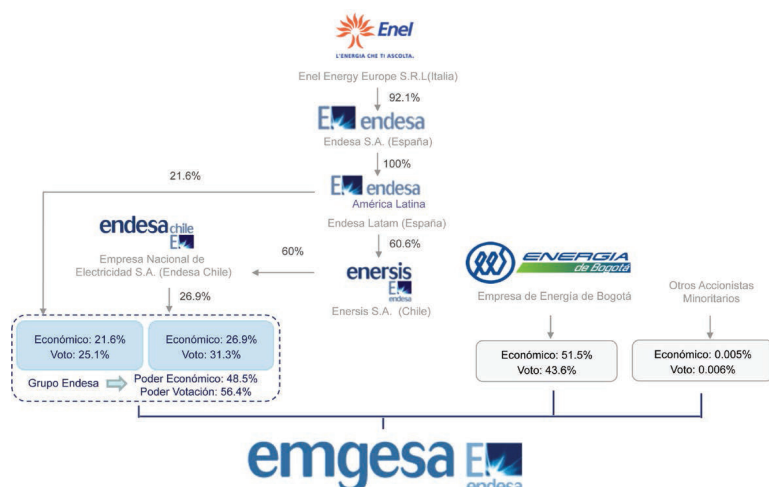 Enel
L'ENERGIA CHE TI ASCOLTA.
Enel Energy Europe S.R.L(Italia)
92.1%
endesa
Endesa S.A. (España)
100%
21.6%
endesa
América Latina
Endesa Latam (España)
endesa chile
Empresa Nacional de
Electricidad S.A. (Endesa Chile)
60%
60.6%
enersis
endesa
Enersis S.A. (Chile)
ENERGIA
de Bogotá
Empresa de Energía de Bogotá
Otros Accionistas
Minoritarios
26.9%
Económico: 21.6%
Voto: 25.1%
Económico: 26.9%
Voto: 31.3%
Grupo Endesa
Poder Económico: 48.5%
Poder Votación: 56.4%
Económico: 51.5%
Voto: 43.6%
Económico: 0.005%
Voto: 0.006%
emgesa
endesa